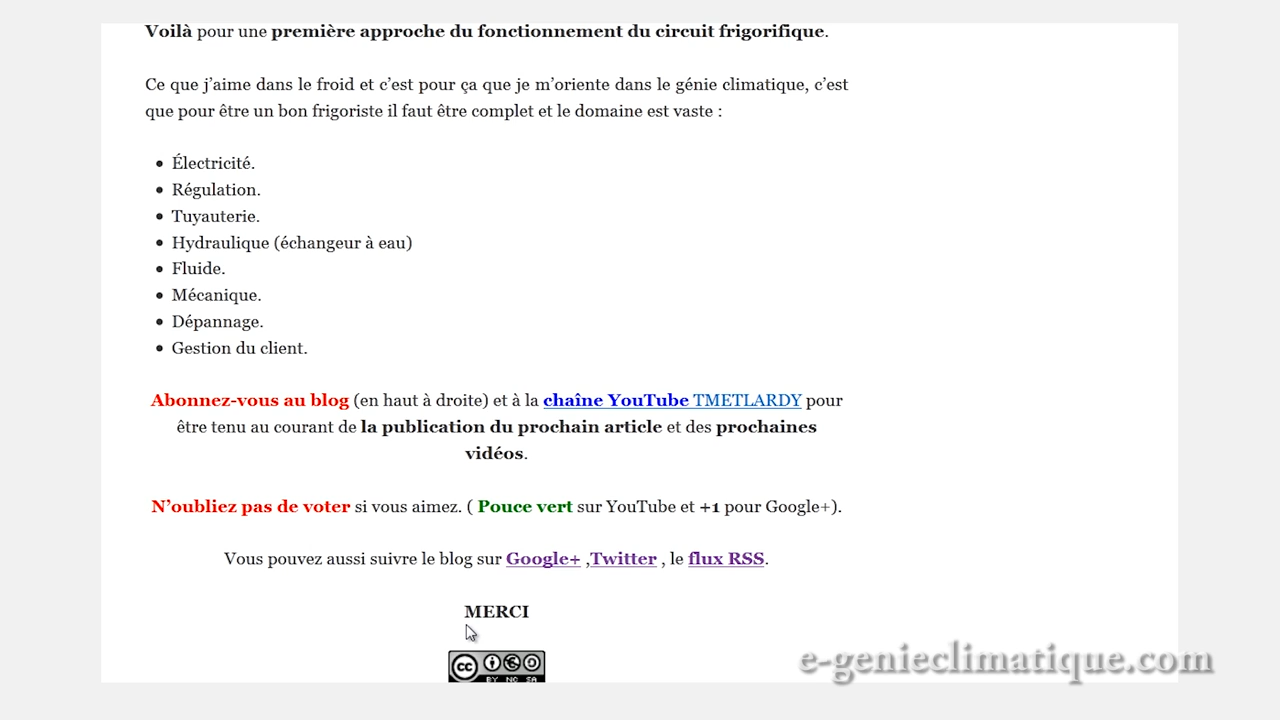 Voilà pour une première approche du fonctionnement du circuit frigorifique.
Ce que j’aime dans le froid et c’est pour ça que je m’oriente dans le génie climatique, c’est
que pour être un bon frigoriste il faut être complet et le domaine est vaste :
Électricité.
Régulation.
Tuyauterie.
Hydraulique (échangeur à eau)
Fluide.
Mécanique.
Dépannage.
Gestion du client.
Abonnez-vous au blog (en haut à droite) et à la chaîne YouTube TMETLARDY pour
être tenu au courant de la publication du prochain article et des prochaines
vidéos.
N’oubliez pas de voter si vous aimez. ( Pouce vert sur YouTube et +1 pour Google+).
Vous pouvez aussi suivre le blog sur Google+ ,Twitter , le flux RSS.
MERCI
cc
BY NC SA
e-genieclimatique.com